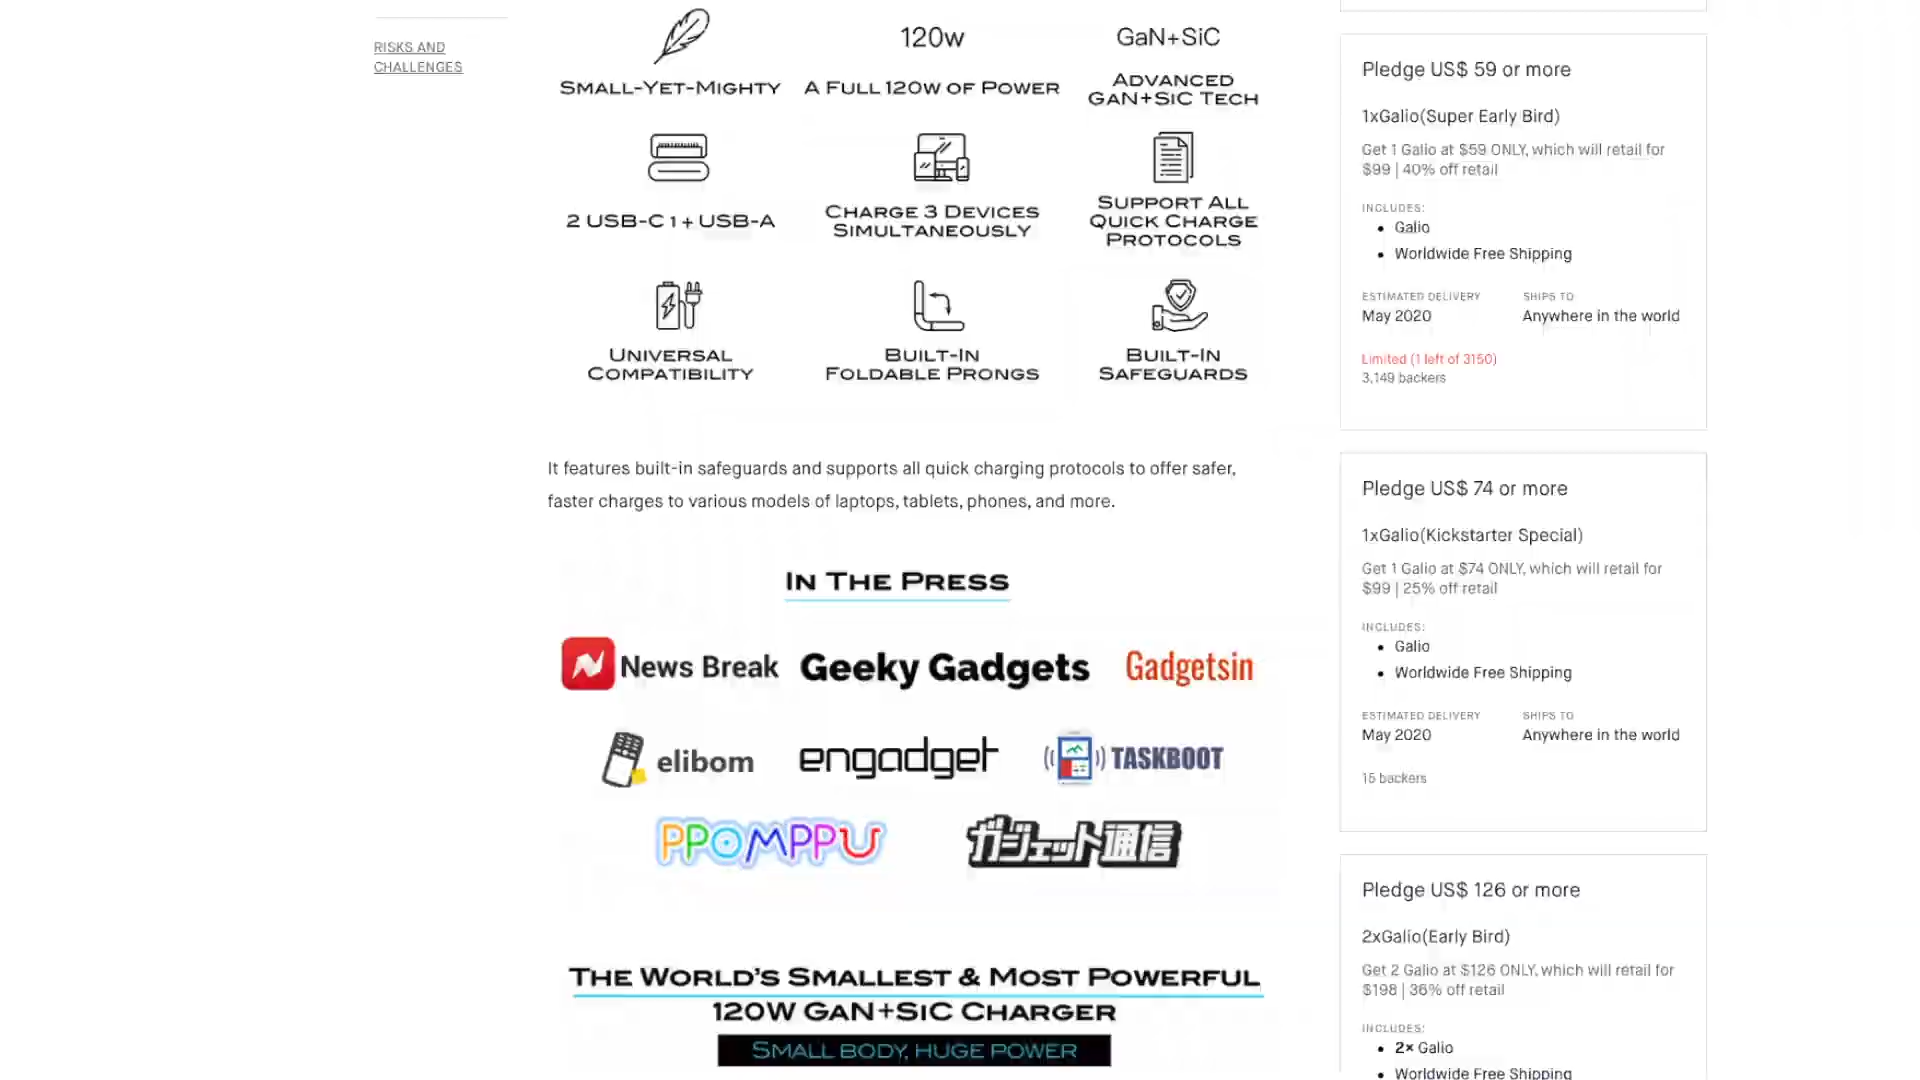 RISKS AND
CHALLENGES
120w
GaN+SiC
SMALL-YET-MIGHTY
A FULL 120W OF POWER
ADVANCED
GAN+SIC TECH
2 USB-C 1 + USB-A
CHARGE 3 DEVICES
SIMULTANEOUSLY
SUPPORT ALL
QUICK CHARGE
PROTOCOLS
UNIVERSAL
COMPATIBILITY
BUILT-IN
FOLDABLE PRONGS
BUILT-IN
SAFEGUARDS
It features built-in safeguards and supports all quick charging protocols to offer safer,
faster charges to various models of laptops, tablets, phones, and more.
IN THE PRESS
News Break
Geeky Gadgets
Gadgetsin
elibom
engadget
TASKBOOT
PPOMPPU
ガジェット通信
THE WORLD'S SMALLEST & MOST POWERFUL
120W GAN+SIC CHARGER
SMALL BODY, HUGE POWER
Pledge US$ 59 or more
1xGalio(Super Early Bird)
Get 1 Galio at $59 ONLY, which will retail for
$99 | 40% off retail
INCLUDES:
• Galio
• Worldwide Free Shipping
ESTIMATED DELIVERY
May 2020
SHIPS TO
Anywhere in the world
Limited (1 left of 3150)
3,149 backers
Pledge US$ 74 or more
1xGalio(Kickstarter Special)
Get 1 Galio at $74 ONLY, which will retail for
$99 | 25% off retail
INCLUDES:
• Galio
• Worldwide Free Shipping
ESTIMATED DELIVERY
May 2020
SHIPS TO
Anywhere in the world
15 backers
Pledge US$ 126 or more
2xGalio(Early Bird)
Get 2 Galio at $126 ONLY, which will retail for
$198 | 36% off retail
INCLUDES:
• 2× Galio
• Worldwide Free Shipping